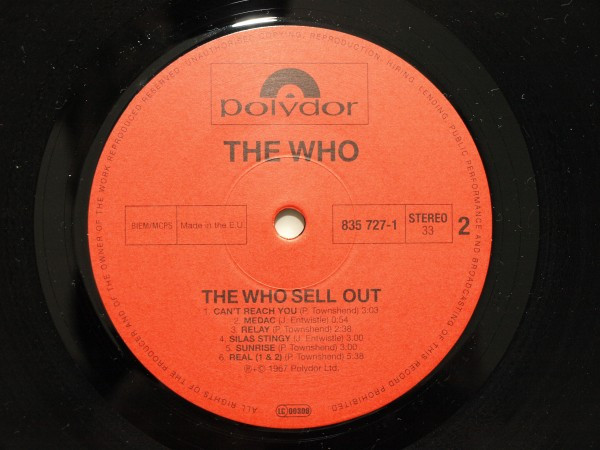 ALL RIGHTS OF THE PRODUCER AND OF THE OWNER OF THE WORK REPRODUCED RESERVED. UNAUTHORIZED COPYING, REPRODUCTION, HIRING, LENDING, PUBLIC PERFORMANCE AND BROADCASTING OF THIS RECORD PROHIBITED
polydor
THE WHO
BIEM/MCPS Made in the E.U. 835 727-1 STEREO 33 2
THE WHO SELL OUT
1. CAN'T REACH YOU (P. Townshend) 3:03
2. MEDAC (J. Entwistle) 0:54
3. RELAY (P. Townshend) 2:38
4. SILAS STINGY (J. Entwistle) 3.00
5. SUNRISE (P. Townshend) 3.00
6. REAL (1 & 2) (P. Townshend) 5:38
℗+© 1967 Polydor Ltd.
LC